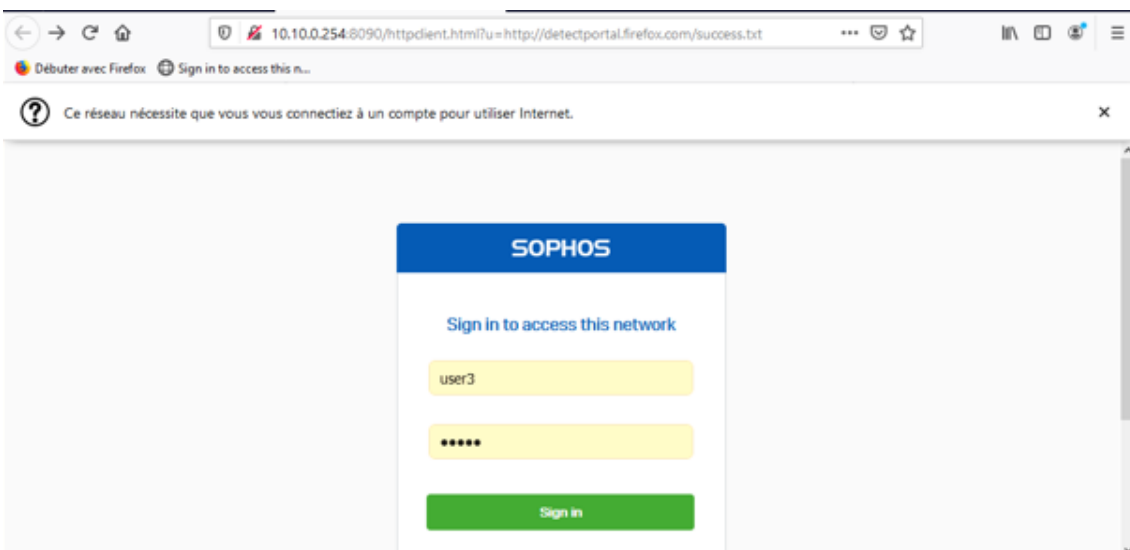 10.10.0.254:8090/httpclient.html?u=http://detectportal.firefox.com/success.txt
Débuter avec Firefox Sign in to access this n...
Ce réseau nécessite que vous vous connectiez à un compte pour utiliser Internet.
SOPHOS
Sign in to access this network
user3
•••••
Sign in